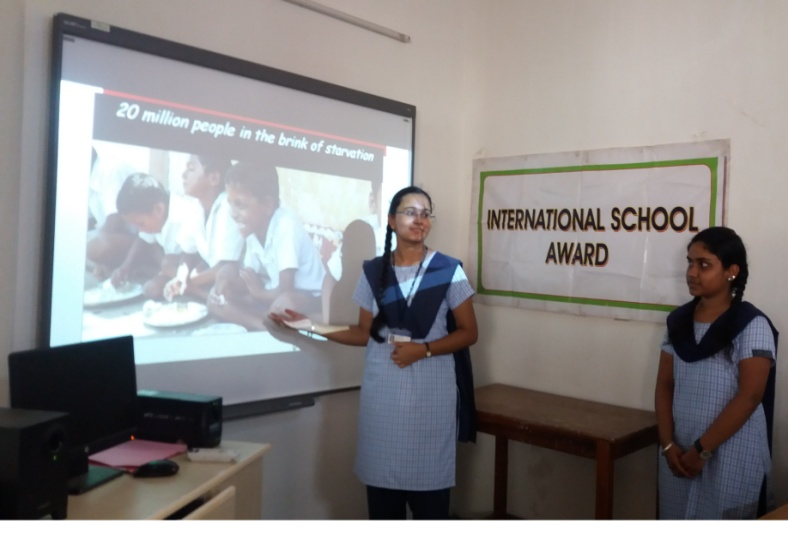 20 million people in the brink of starvation
INTERNATIONAL SCHOOL
AWARD